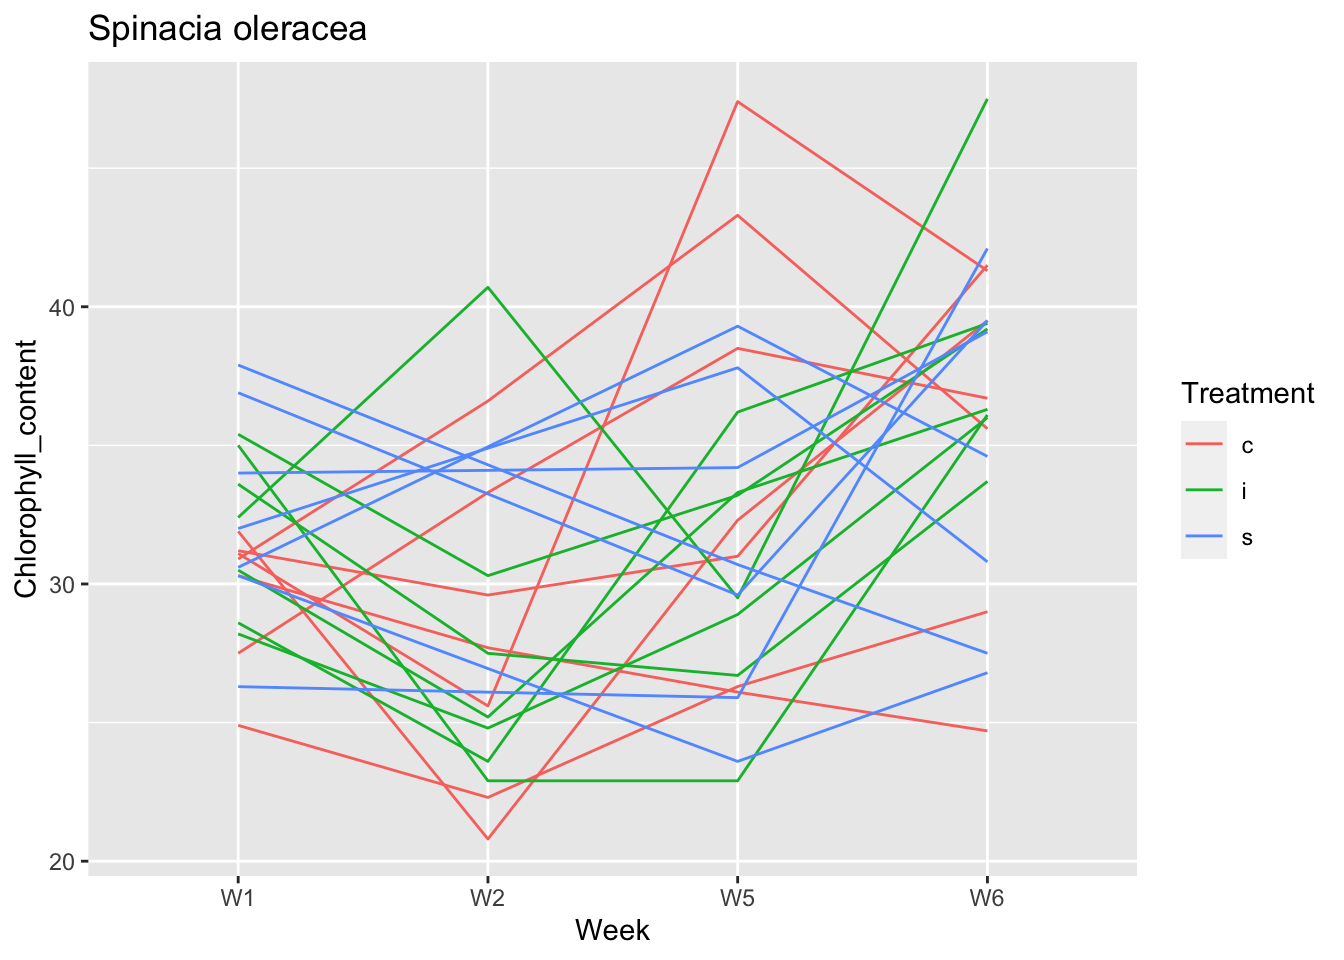 Spinacia oleracea
Chlorophyll_content
40
30
20
W1
W2
W5
W6
Week
Treatment
c
i
s